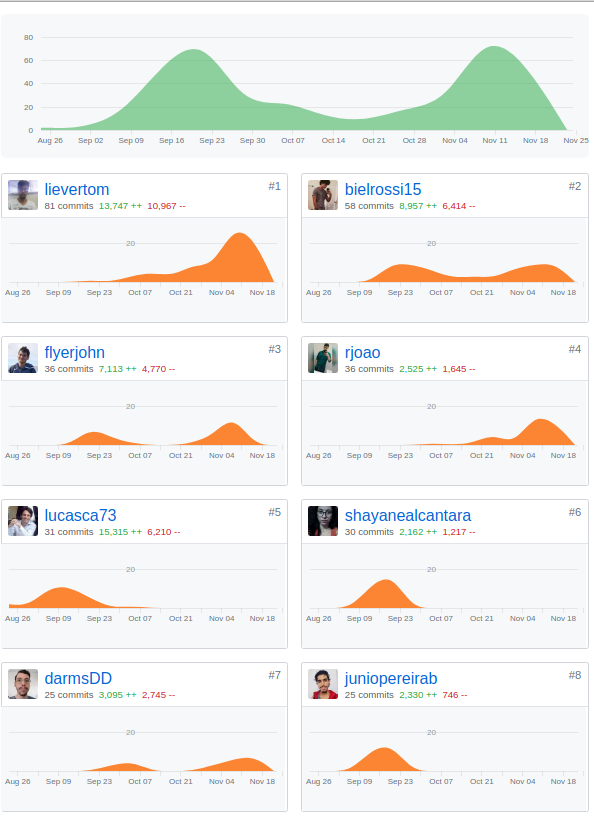 80
60
40
20
0
Aug 26 Sep 02 Sep 09 Sep 16 Sep 23 Sep 30 Oct 07 Oct 14 Oct 21 Oct 28 Nov 04 Nov 11 Nov 18 Nov 25
lievertom #1
81 commits 13,747 ++ 10,967 --
20
Aug 26 Sep 09 Sep 23 Oct 07 Oct 21 Nov 04 Nov 18
bielrossi15 #2
58 commits 8,957 ++ 6,414 --
20
Aug 26 Sep 09 Sep 23 Oct 07 Oct 21 Nov 04 Nov 18
flyerjohn #3
36 commits 7,113 ++ 4,770 --
20
Aug 26 Sep 09 Sep 23 Oct 07 Oct 21 Nov 04 Nov 18
rjoao #4
36 commits 2,525 ++ 1,645 --
20
Aug 26 Sep 09 Sep 23 Oct 07 Oct 21 Nov 04 Nov 18
lucasca73 #5
31 commits 15,315 ++ 6,210 --
20
Aug 26 Sep 09 Sep 23 Oct 07 Oct 21 Nov 04 Nov 18
shayanealcantara #6
30 commits 2,162 ++ 1,217 --
20
Aug 26 Sep 09 Sep 23 Oct 07 Oct 21 Nov 04 Nov 18
darmsDD #7
25 commits 3,095 ++ 2,745 --
20
Aug 26 Sep 09 Sep 23 Oct 07 Oct 21 Nov 04 Nov 18
juniopereirab #8
25 commits 2,330 ++ 746 --
20
Aug 26 Sep 09 Sep 23 Oct 07 Oct 21 Nov 04 Nov 18